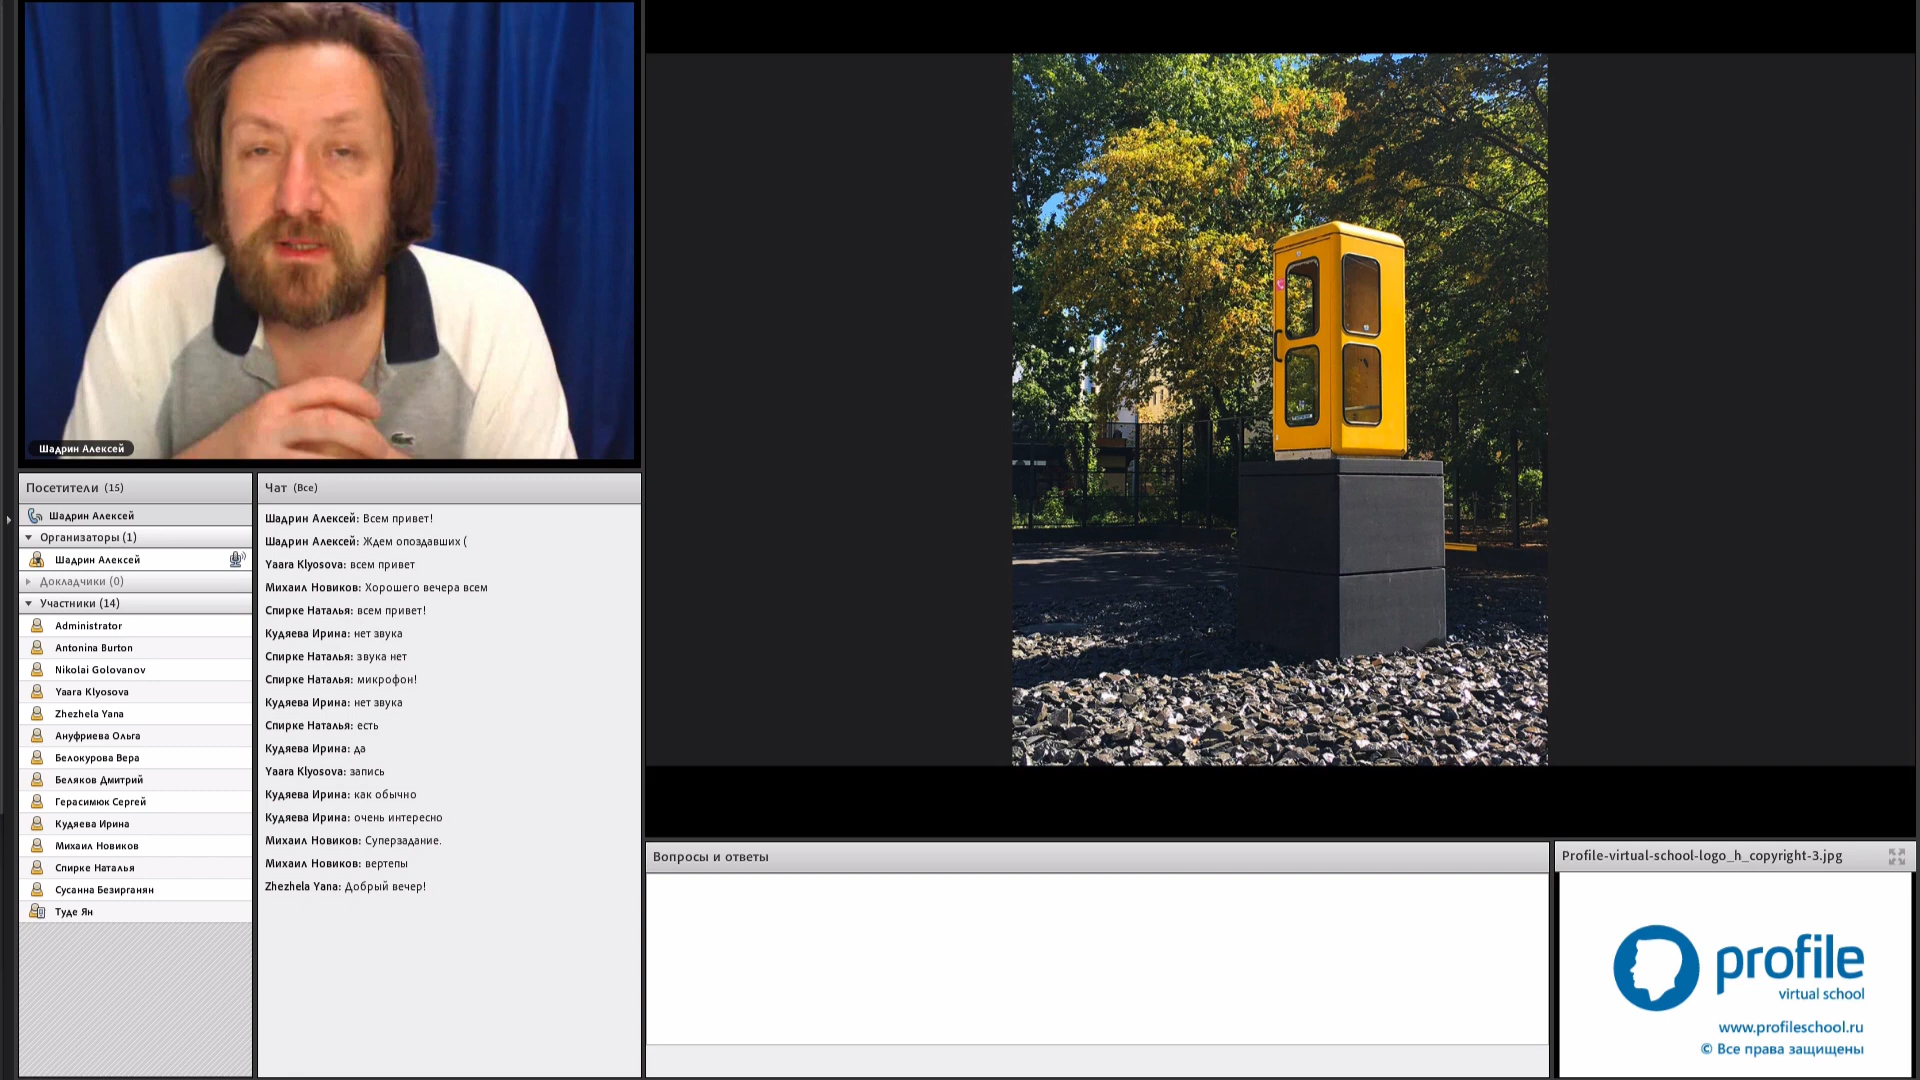 Шадрин Алексей
Посетители (15)
Шадрин Алексей
Организаторы (1)
Шадрин Алексей
Докладчики (0)
Участники (14)
Administrator
Antonina Burton
Nikolai Golovanov
Yaara Klyosova
Zhezhela Yana
Ануфриева Ольга
Белокурова Вера
Беляков Дмитрий
Герасимюк Сергей
Кудяева Ирина
Михаил Новиков
Спирке Наталья
Сусанна Безирганян
Туде Ян
Чат (Все)
Шадрин Алексей: Всем привет!
Шадрин Алексей: Ждем опоздавших (
Yaara Klyosova: всем привет
Михаил Новиков: Хорошего вечера всем
Спирке Наталья: всем привет!
Кудяева Ирина: нет звука
Спирке Наталья: звука нет
Спирке Наталья: микрофон!
Кудяева Ирина: нет звука
Спирке Наталья: есть
Кудяева Ирина: да
Yaara Klyosova: запись
Кудяева Ирина: как обычно
Кудяева Ирина: очень интересно
Михаил Новиков: Суперзадание.
Михаил Новиков: вертепы
Zhezhela Yana: Добрый вечер!
Вопросы и ответы
Profile-virtual-school-logo_h_copyright-3.jpg
profile
virtual school
www.profileschool.ru
© Все права защищены